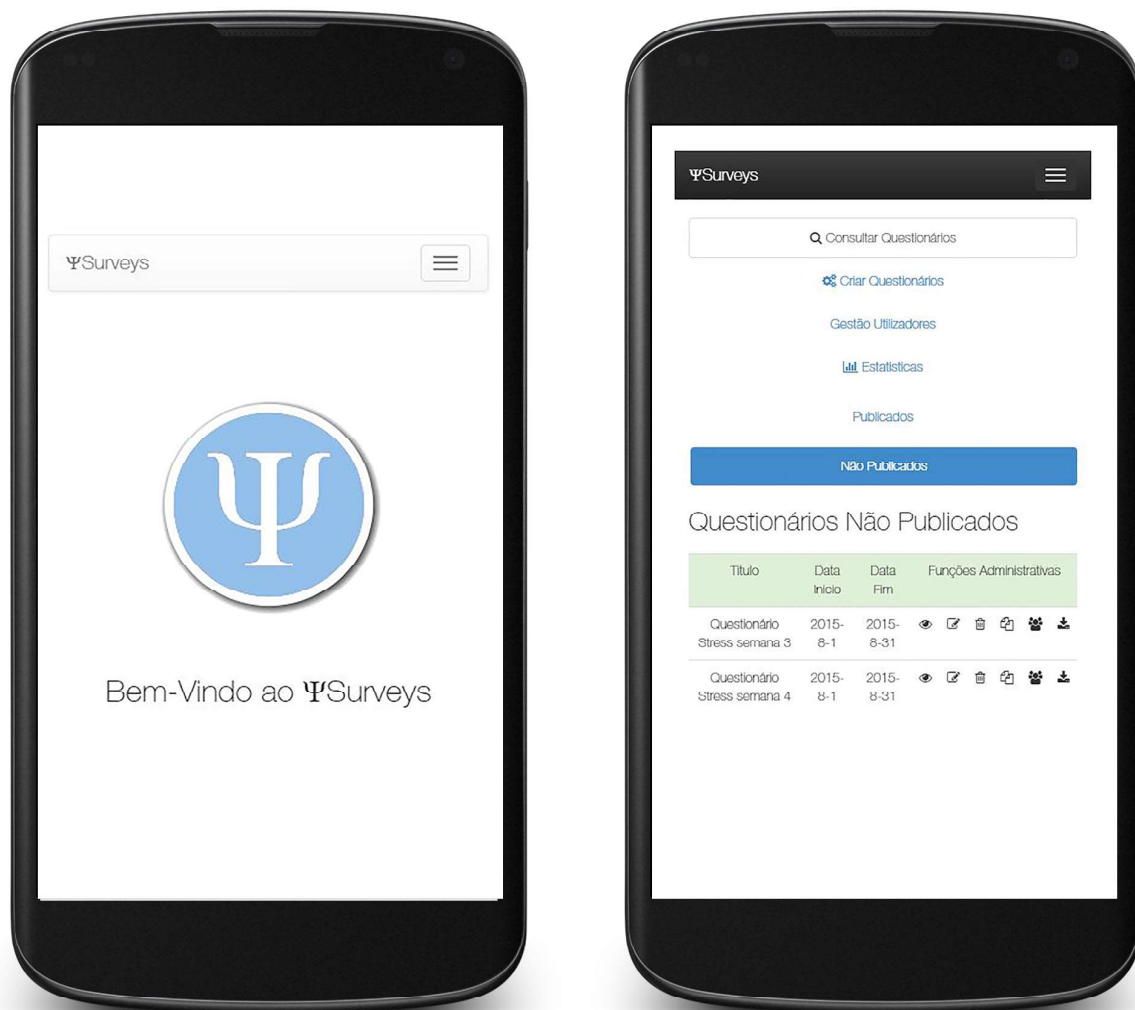 ΨSurveys
Ψ
Bem-Vindo ao ΨSurveys
ΨSurveys
Consultar Questionários
Criar Questionários
Gestão Utilizadores
Estatisticas
Publicados
Não Publicados
Questionários Não Publicados
Titulo Data Funções Administrativas
Início
Data
Fim
Questionário 2015- 2015-
Stress semana 3 8-1 8-31
Questionário 2015- 2015-
Stress semana 4 8-1 8-31